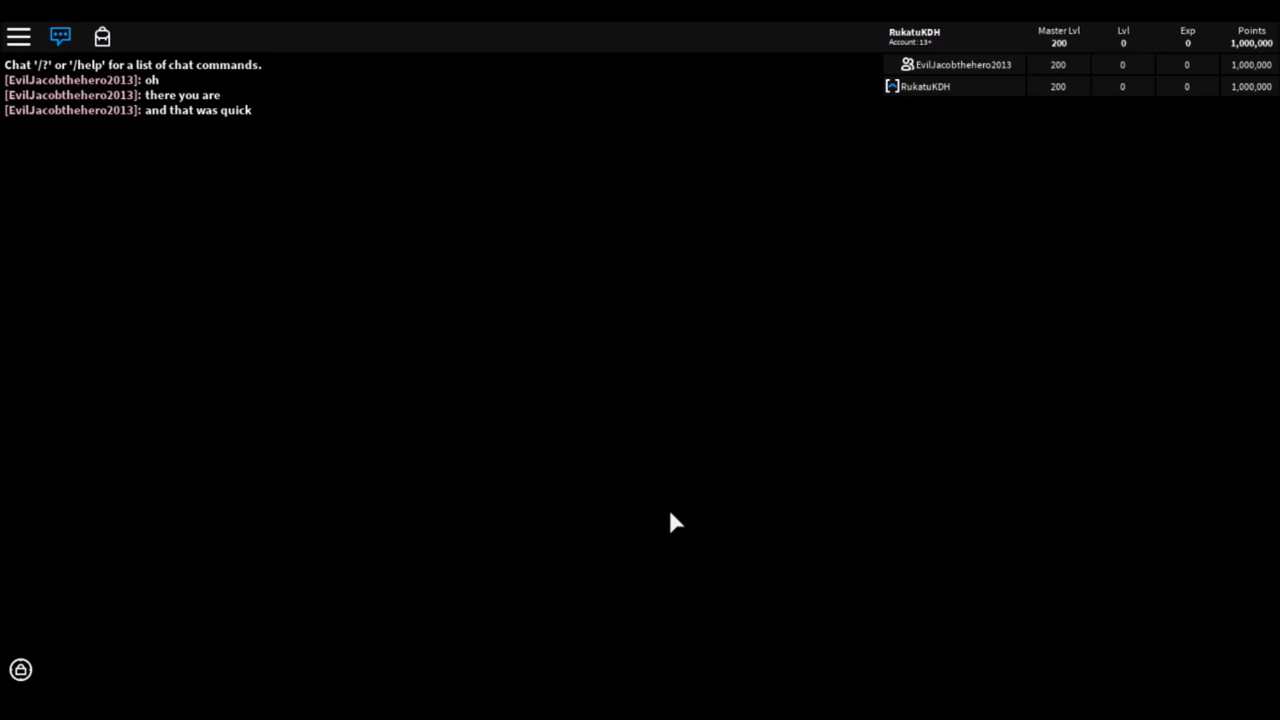 RukatuKDH Master Lvl Lvl Exp Points
Account: 13+ 200 0 0 1,000,000
Chat '/?' or '/help' for a list of chat commands.
[EvilJacobthehero2013]: oh
[EvilJacobthehero2013]: there you are
[EvilJacobthehero2013]: and that was quick
EvilJacobthehero2013 200 0 0 1,000,000
RukatuKDH 200 0 0 1,000,000